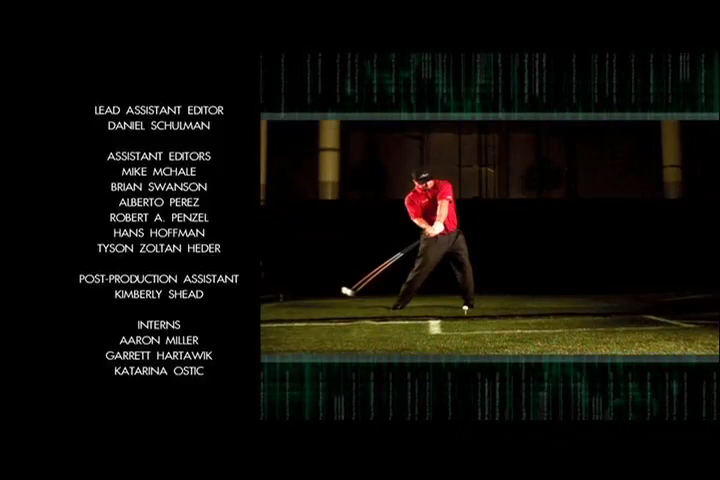 LEAD ASSISTANT EDITOR
DANIEL SCHULMAN
ASSISTANT EDITORS
MIKE MCHALE
BRIAN SWANSON
ALBERTO PEREZ
ROBERT A. PENZEL
HANS HOFFMAN
TYSON ZOLTAN HEDER
POST-PRODUCTION ASSISTANT
KIMBERLY SHEAD
INTERNS
AARON MILLER
GARRETT HARTAWIK
KATARINA OSTIC